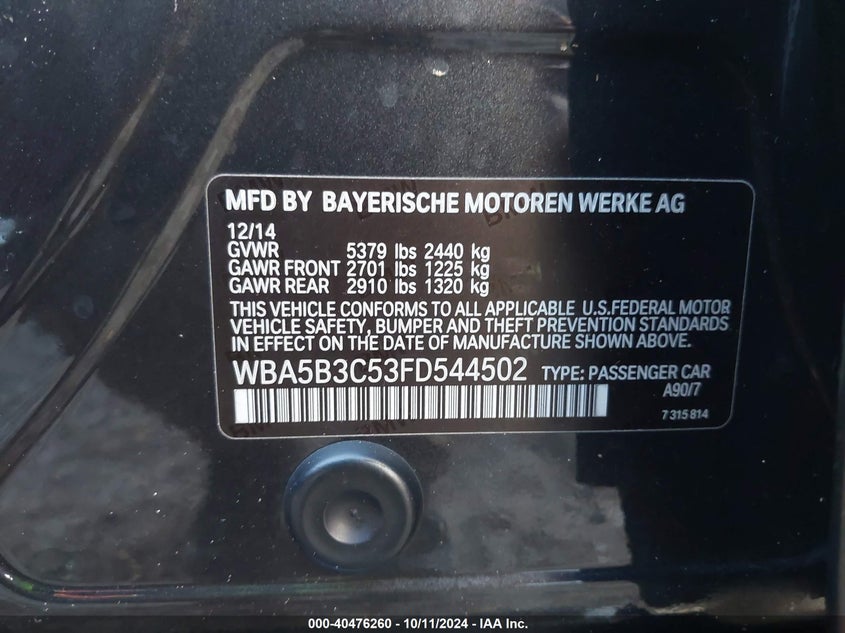 MFD BY BAYERISCHE MOTOREN WERKE AG
12/14
GVWR 5379 lbs 2440 kg
GAWR FRONT 2701 lbs 1225 kg
GAWR REAR 2910 lbs 1320 kg
THIS VEHICLE CONFORMS TO ALL APPLICABLE U.S.FEDERAL MOTOR
VEHICLE SAFETY, BUMPER AND THEFT PREVENTION STANDARDS
IN EFFECT ON THE DATE OF MANUFACTURE SHOWN ABOVE.
WBA5B3C53FD544502 TYPE: PASSENGER CAR
A90/7
7 315 814
000-40476260 - 10/11/2024 - IAA Inc.